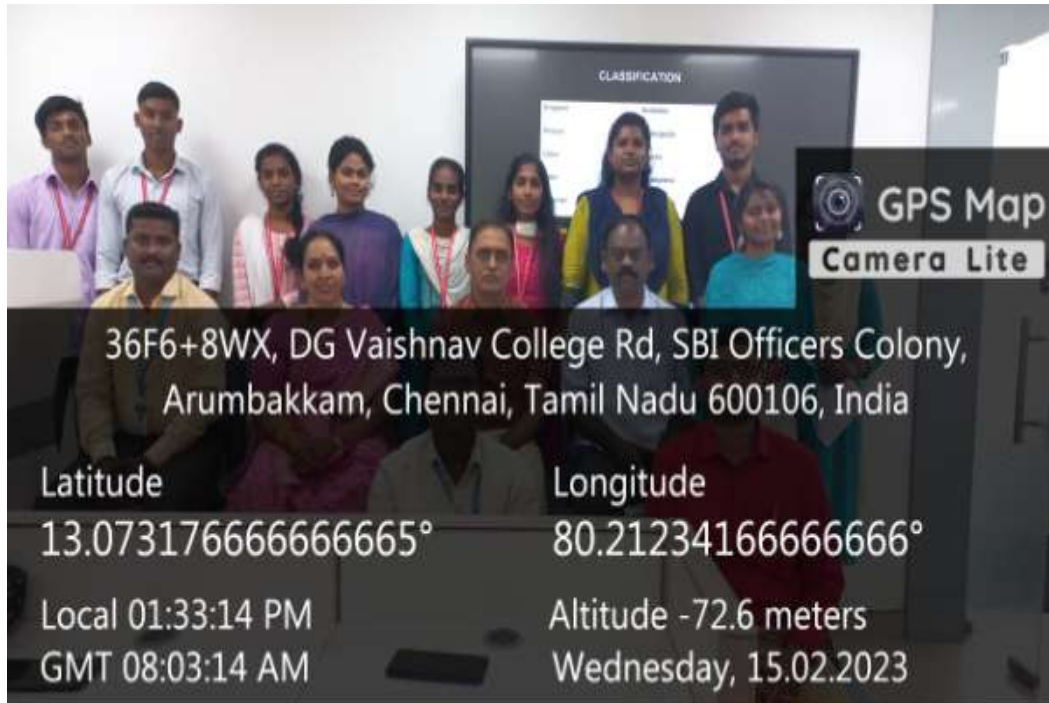 CLASSIFICATION
GPS Map
Camera Lite
36F6+8WX, DG Vaishnav College Rd, SBI Officers Colony,
Arumbakkam, Chennai, Tamil Nadu 600106, India
Latitude
13.073176666666665°
Longitude
80.21234166666666°
Local 01:33:14 PM
GMT 08:03:14 AM
Altitude -72.6 meters
Wednesday, 15.02.2023